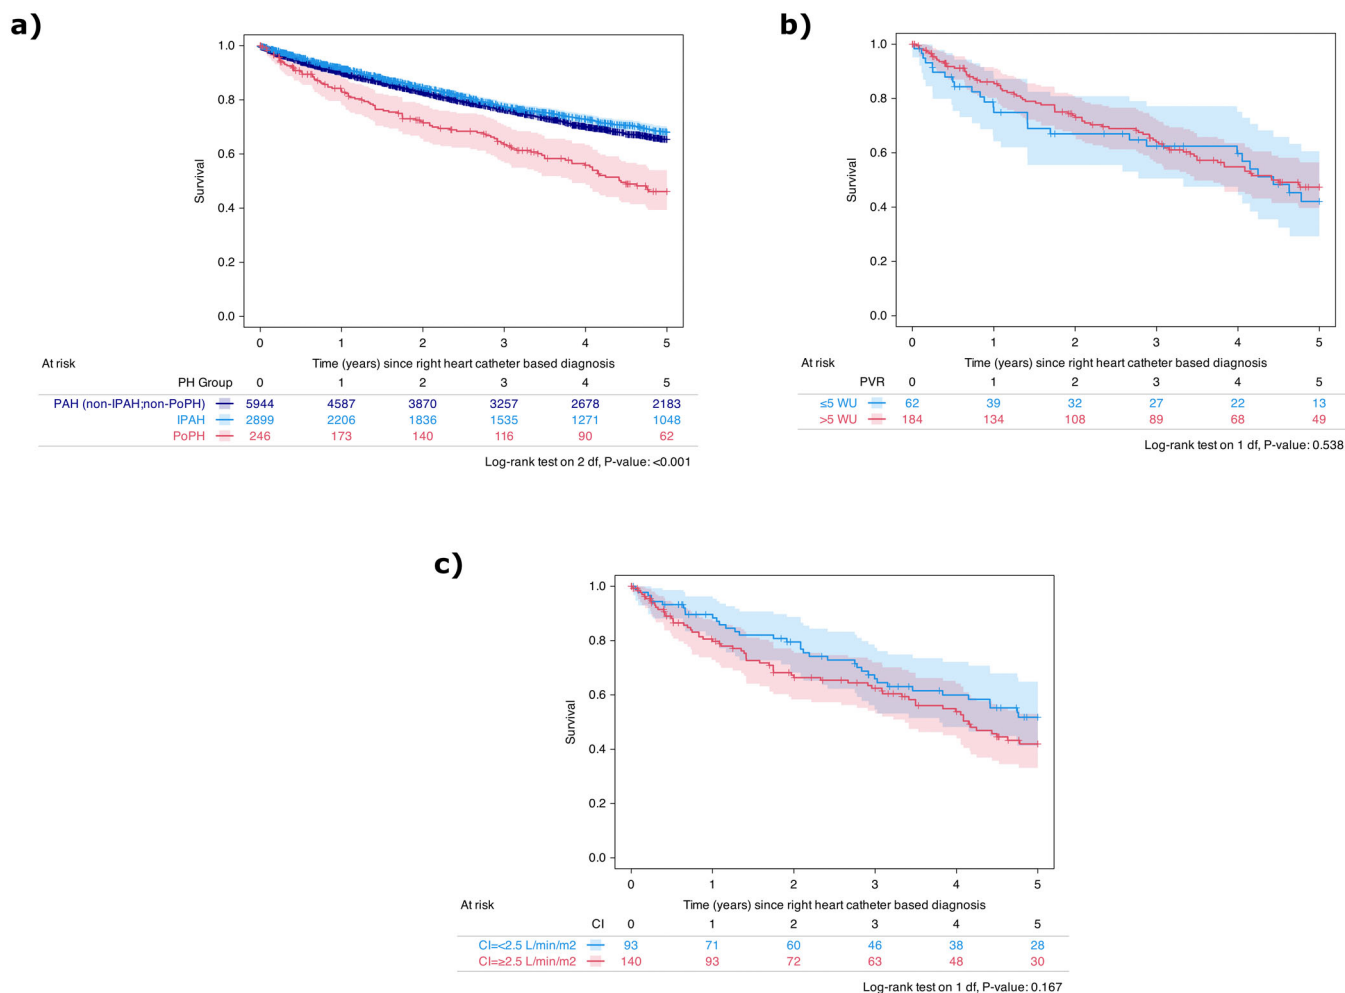 a)
1.0
0.8
0.6
0.4
0.2
0.0
Survival
0 1 2 3 4 5
At risk Time (years) since right heart catheter based diagnosis
PH Group 0 1 2 3 4 5
PAH (non-IPAH;non-PoPH) 5944 4587 3870 3257 2678 2183
IPAH 2899 2206 1836 1535 1271 1048
PoPH 246 173 140 116 90 62
Log-rank test on 2 df, P-value: <0.001
b)
1.0
0.8
0.6
0.4
0.2
0.0
Survival
0 1 2 3 4 5
At risk Time (years) since right heart catheter based diagnosis
PVR 0 1 2 3 4 5
≤5 WU 62 39 32 27 22 13
>5 WU 184 134 108 89 68 49
Log-rank test on 1 df, P-value: 0.538
c)
1.0
0.8
0.6
0.4
0.2
0.0
Survival
0 1 2 3 4 5
At risk Time (years) since right heart catheter based diagnosis
CI 0 1 2 3 4 5
CI=<2.5 L/min/m2 93 71 60 46 38 28
CI=≥2.5 L/min/m2 140 93 72 63 48 30
Log-rank test on 1 df, P-value: 0.167